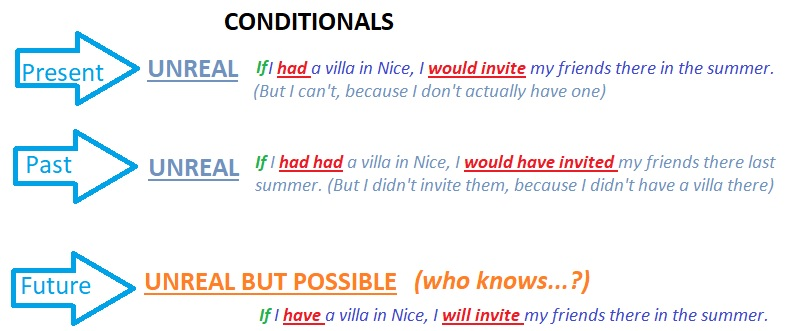 CONDITIONALS
Present
UNREAL
If I had a villa in Nice, I would invite my friends there in the summer.
(But I can't, because I don't actually have one)
Past
UNREAL
If I had had a villa in Nice, I would have invited my friends there last
summer. (But I didn't invite them, because I didn't have a villa there)
Future
UNREAL BUT POSSIBLE (who knows...?)
If I have a villa in Nice, I will invite my friends there in the summer.